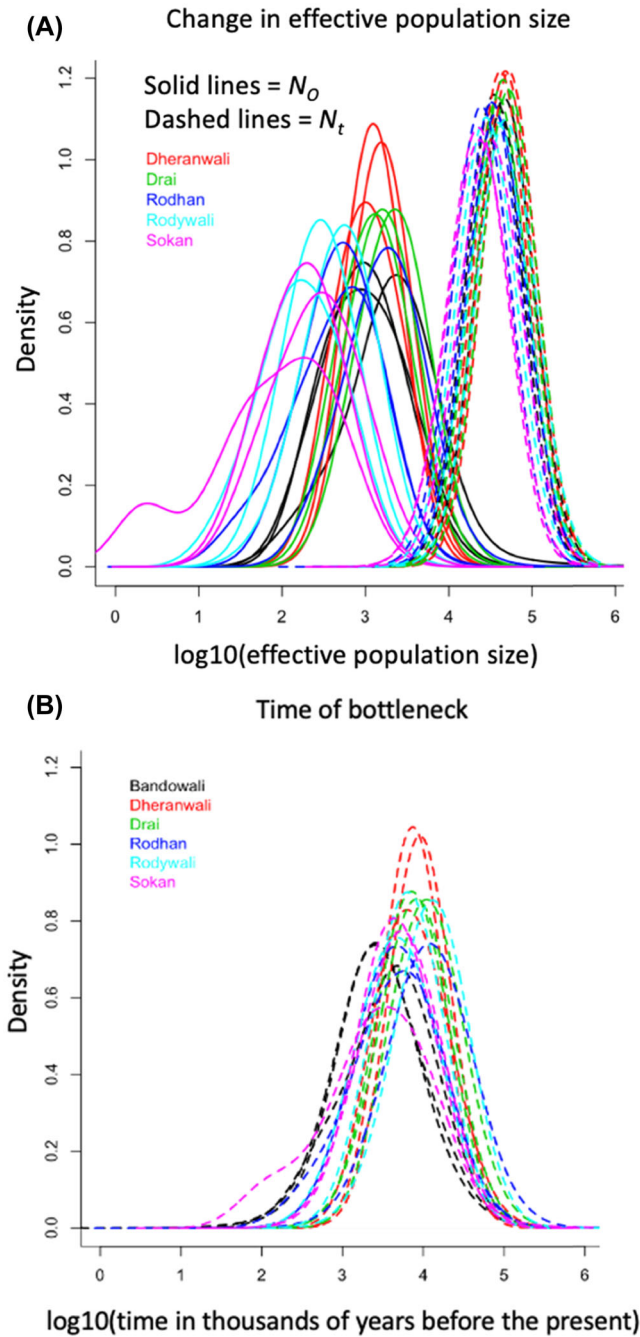 (A)
Change in effective population size
Solid lines = N_O
Dashed lines = N_t
Dheranwali
Drai
Rodhan
Rodywali
Sokan
Density
0.0 0.2 0.4 0.6 0.8 1.0 1.2
0 1 2 3 4 5 6
log10(effective population size)
(B)
Time of bottleneck
Bandowali
Dheranwali
Drai
Rodhan
Rodywali
Sokan
Density
0.0 0.2 0.4 0.6 0.8 1.0 1.2
0 1 2 3 4 5 6
log10(time in thousands of years before the present)